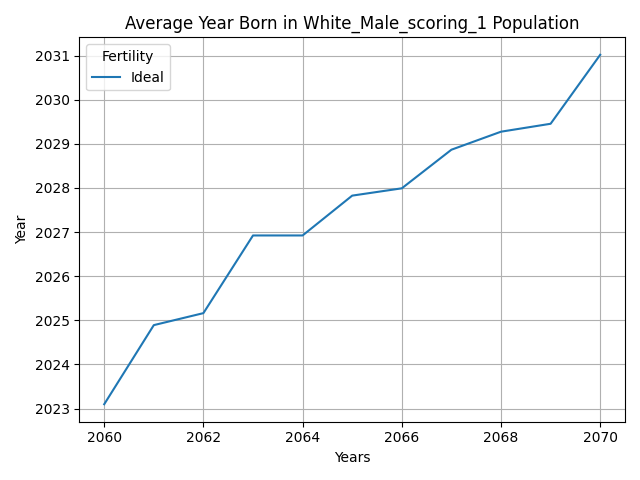 Average Year Born in White_Male_scoring_1 Population
Fertility
Ideal
2031
2030
2029
2028
2027
2026
2025
2024
2023
Year
2060 2062 2064 2066 2068 2070
Years